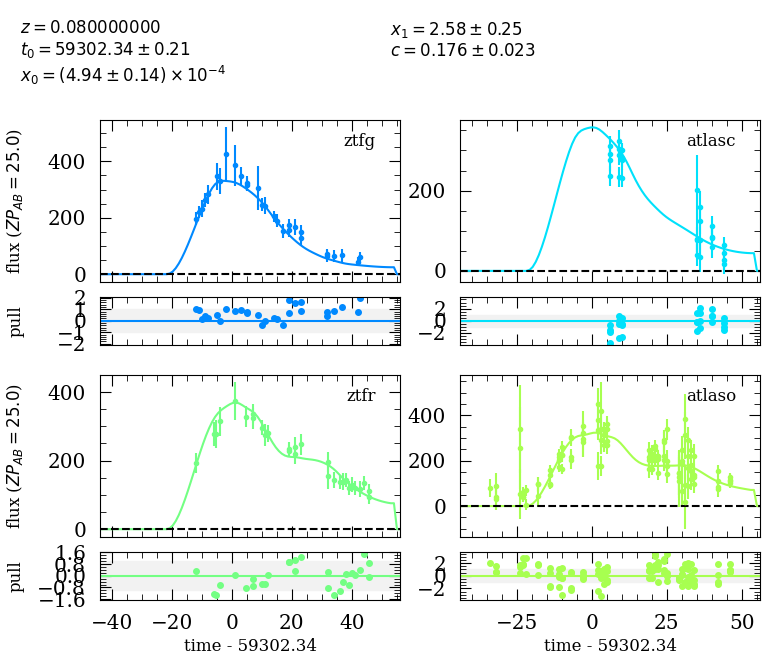 z = 0.080000000
t₀ = 59302.34 ± 0.21
x₀ = (4.94 ± 0.14) × 10⁻⁴
x₁ = 2.58 ± 0.25
c = 0.176 ± 0.023
flux (ZP_AB = 25.0)
400
200
0
ztfg
200
0
atlasc
pull
2
1
0
−1
−2
2
0
−2
flux (ZP_AB = 25.0)
400
200
0
ztfr
400
200
0
atlaso
pull
1.6
0.8
0.0
−0.8
−1.6
2
0
−2
−40 −20 0 20 40
time - 59302.34
−25 0 25 50
time - 59302.34